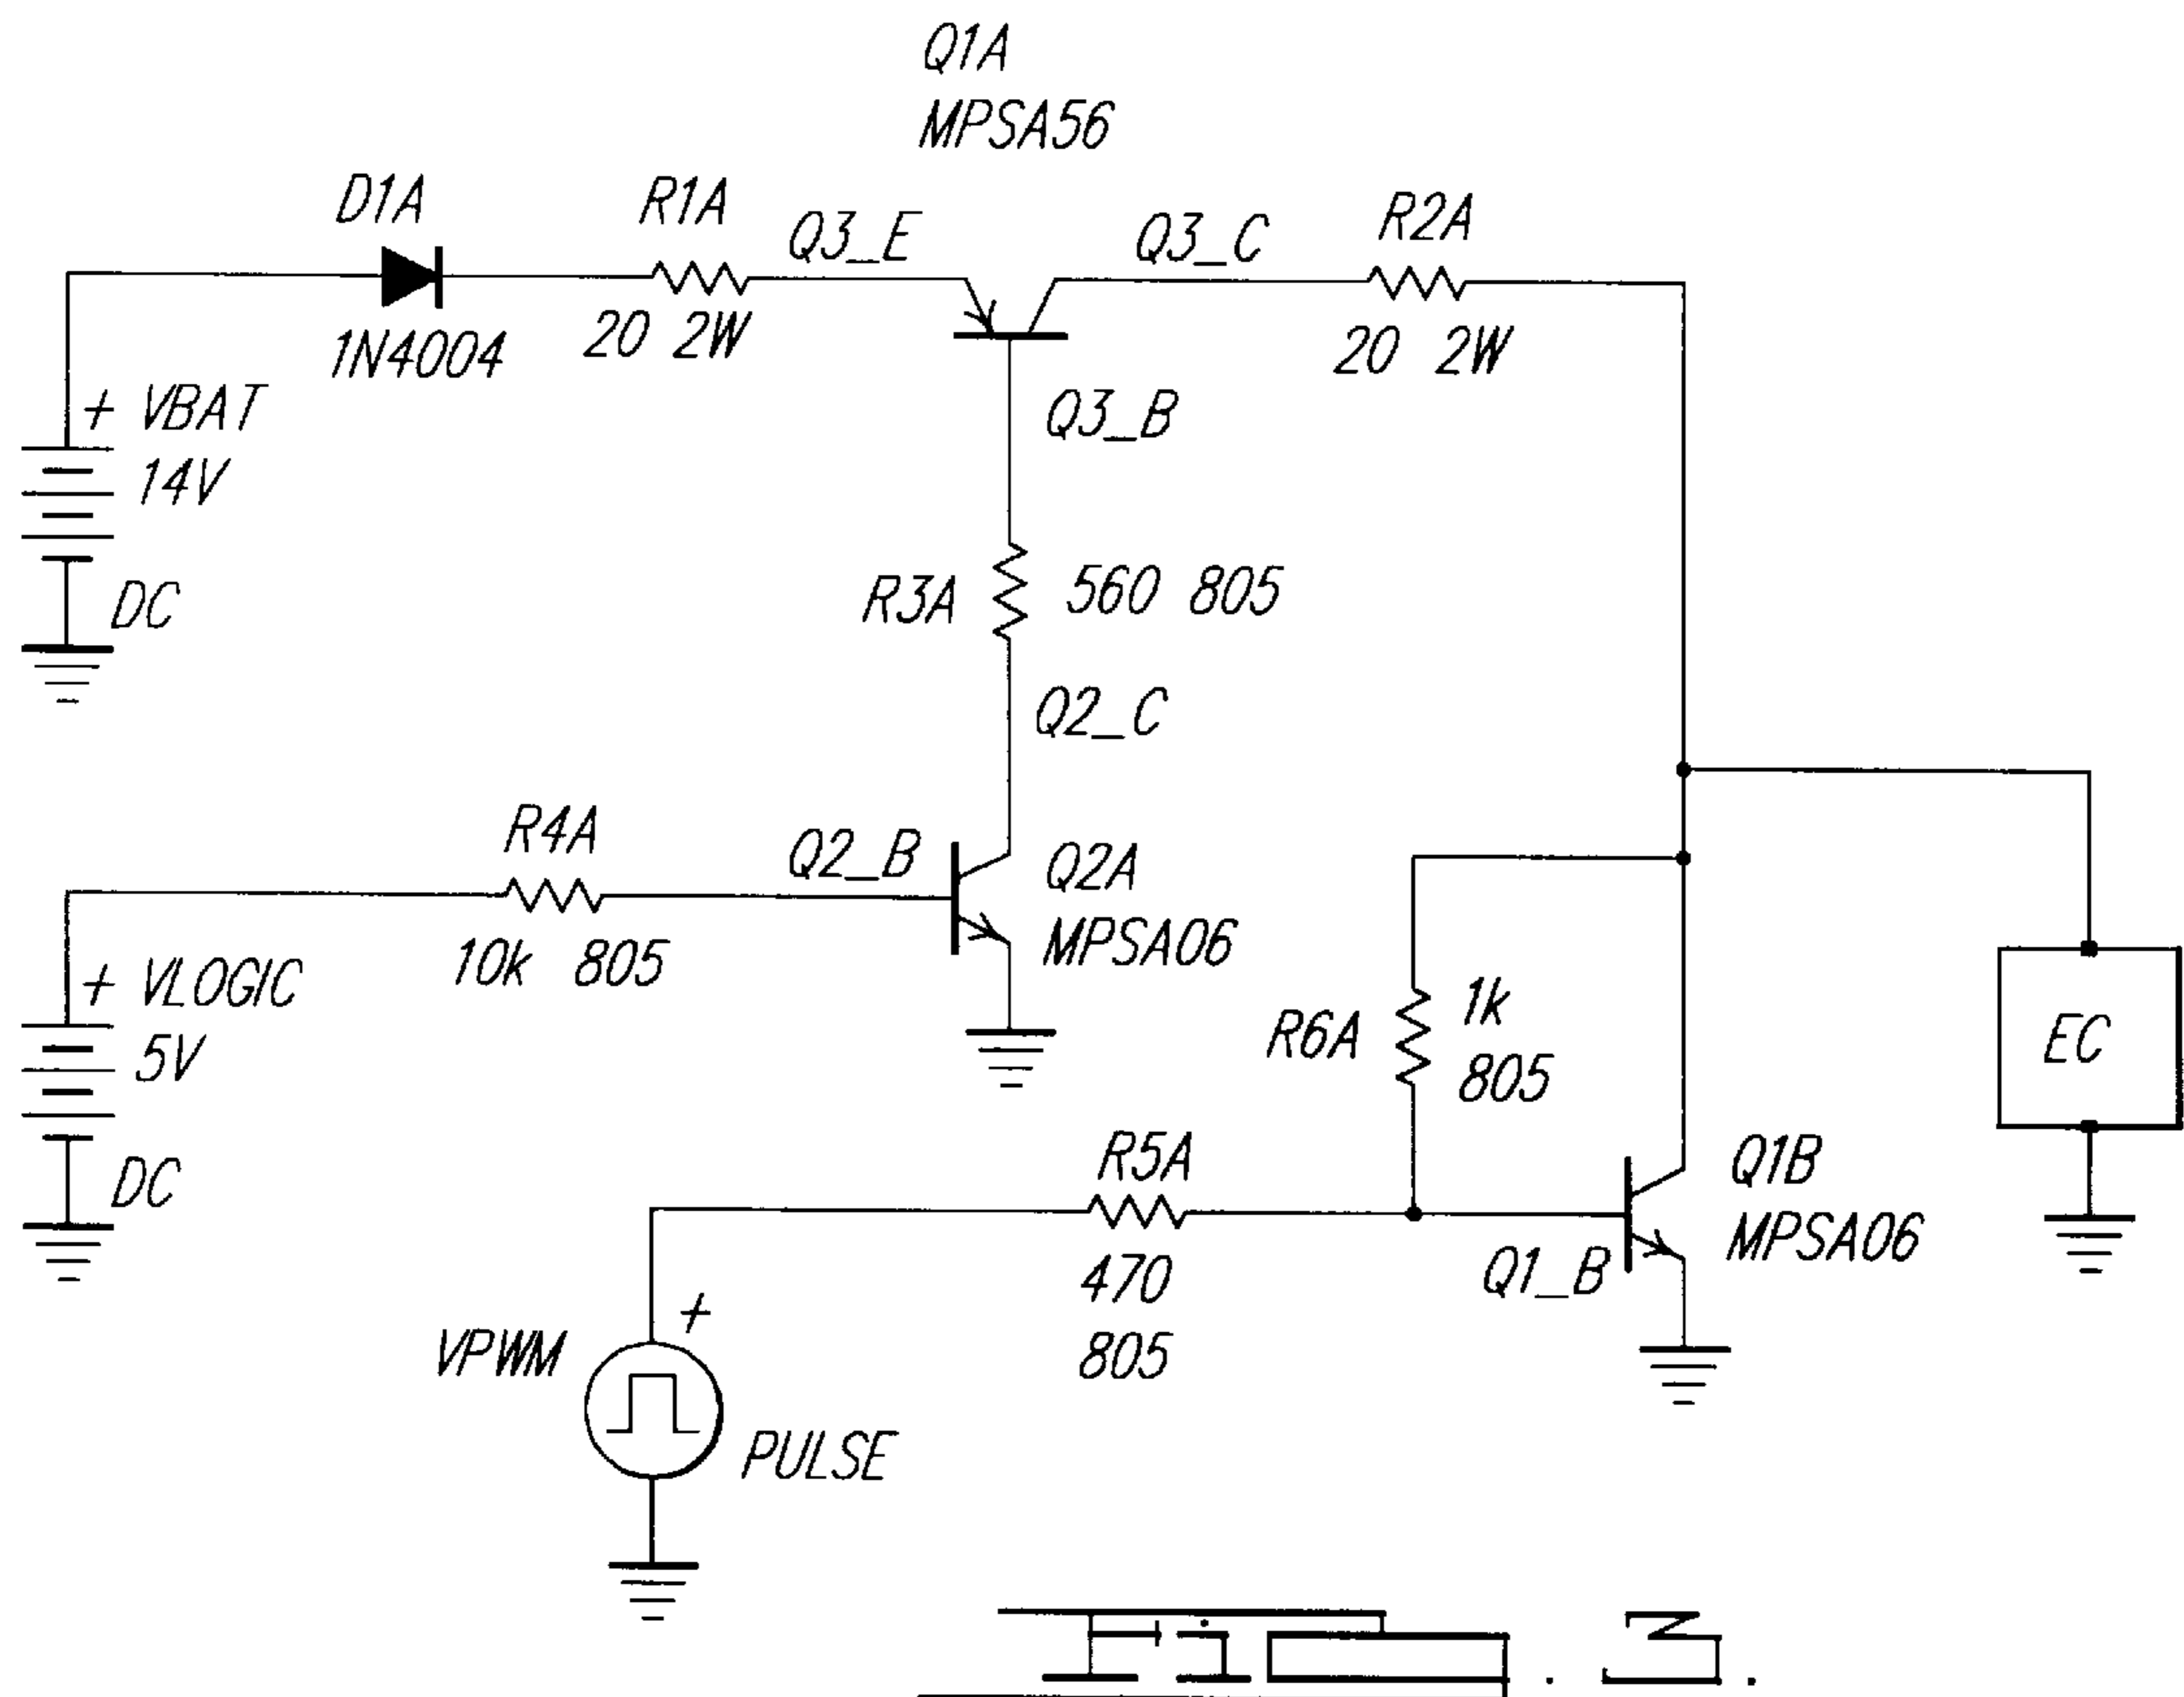 Q1A
MPSA56
D1A
R1A
Q3_E
Q3_C
R2A
1N4004
20 2W
20 2W
+ VBAT
14V
DC
Q3_B
R3A
560 805
Q2_C
R4A
Q2_B
Q2A
MPSA06
10k 805
+ VLOGIC
5V
DC
R6A
1k
805
EC
R5A
470
805
Q1_B
Q1B
MPSA06
+
VPWM
PULSE
Fig. 3.